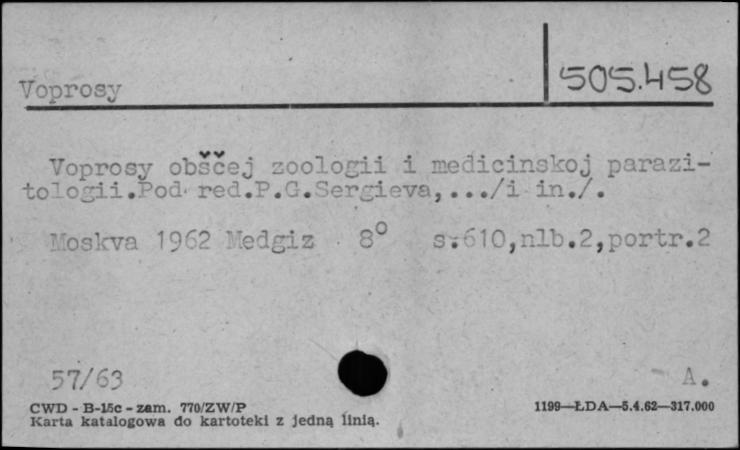 Voprosy
505.458
Voprosy obščej zoologii i medicinskoj parazi-
tologii.Pod red.P.G.Sergieva,.../i in./.
Moskva 1962 Medgiz 8° s.610,nlb.2,portr.2
57/63
A.
CWD - B-15c - zam. 770/ZW/P
1199—ŁDA—5.4.62—317.000
Karta katalogowa do kartoteki z jedną linią.